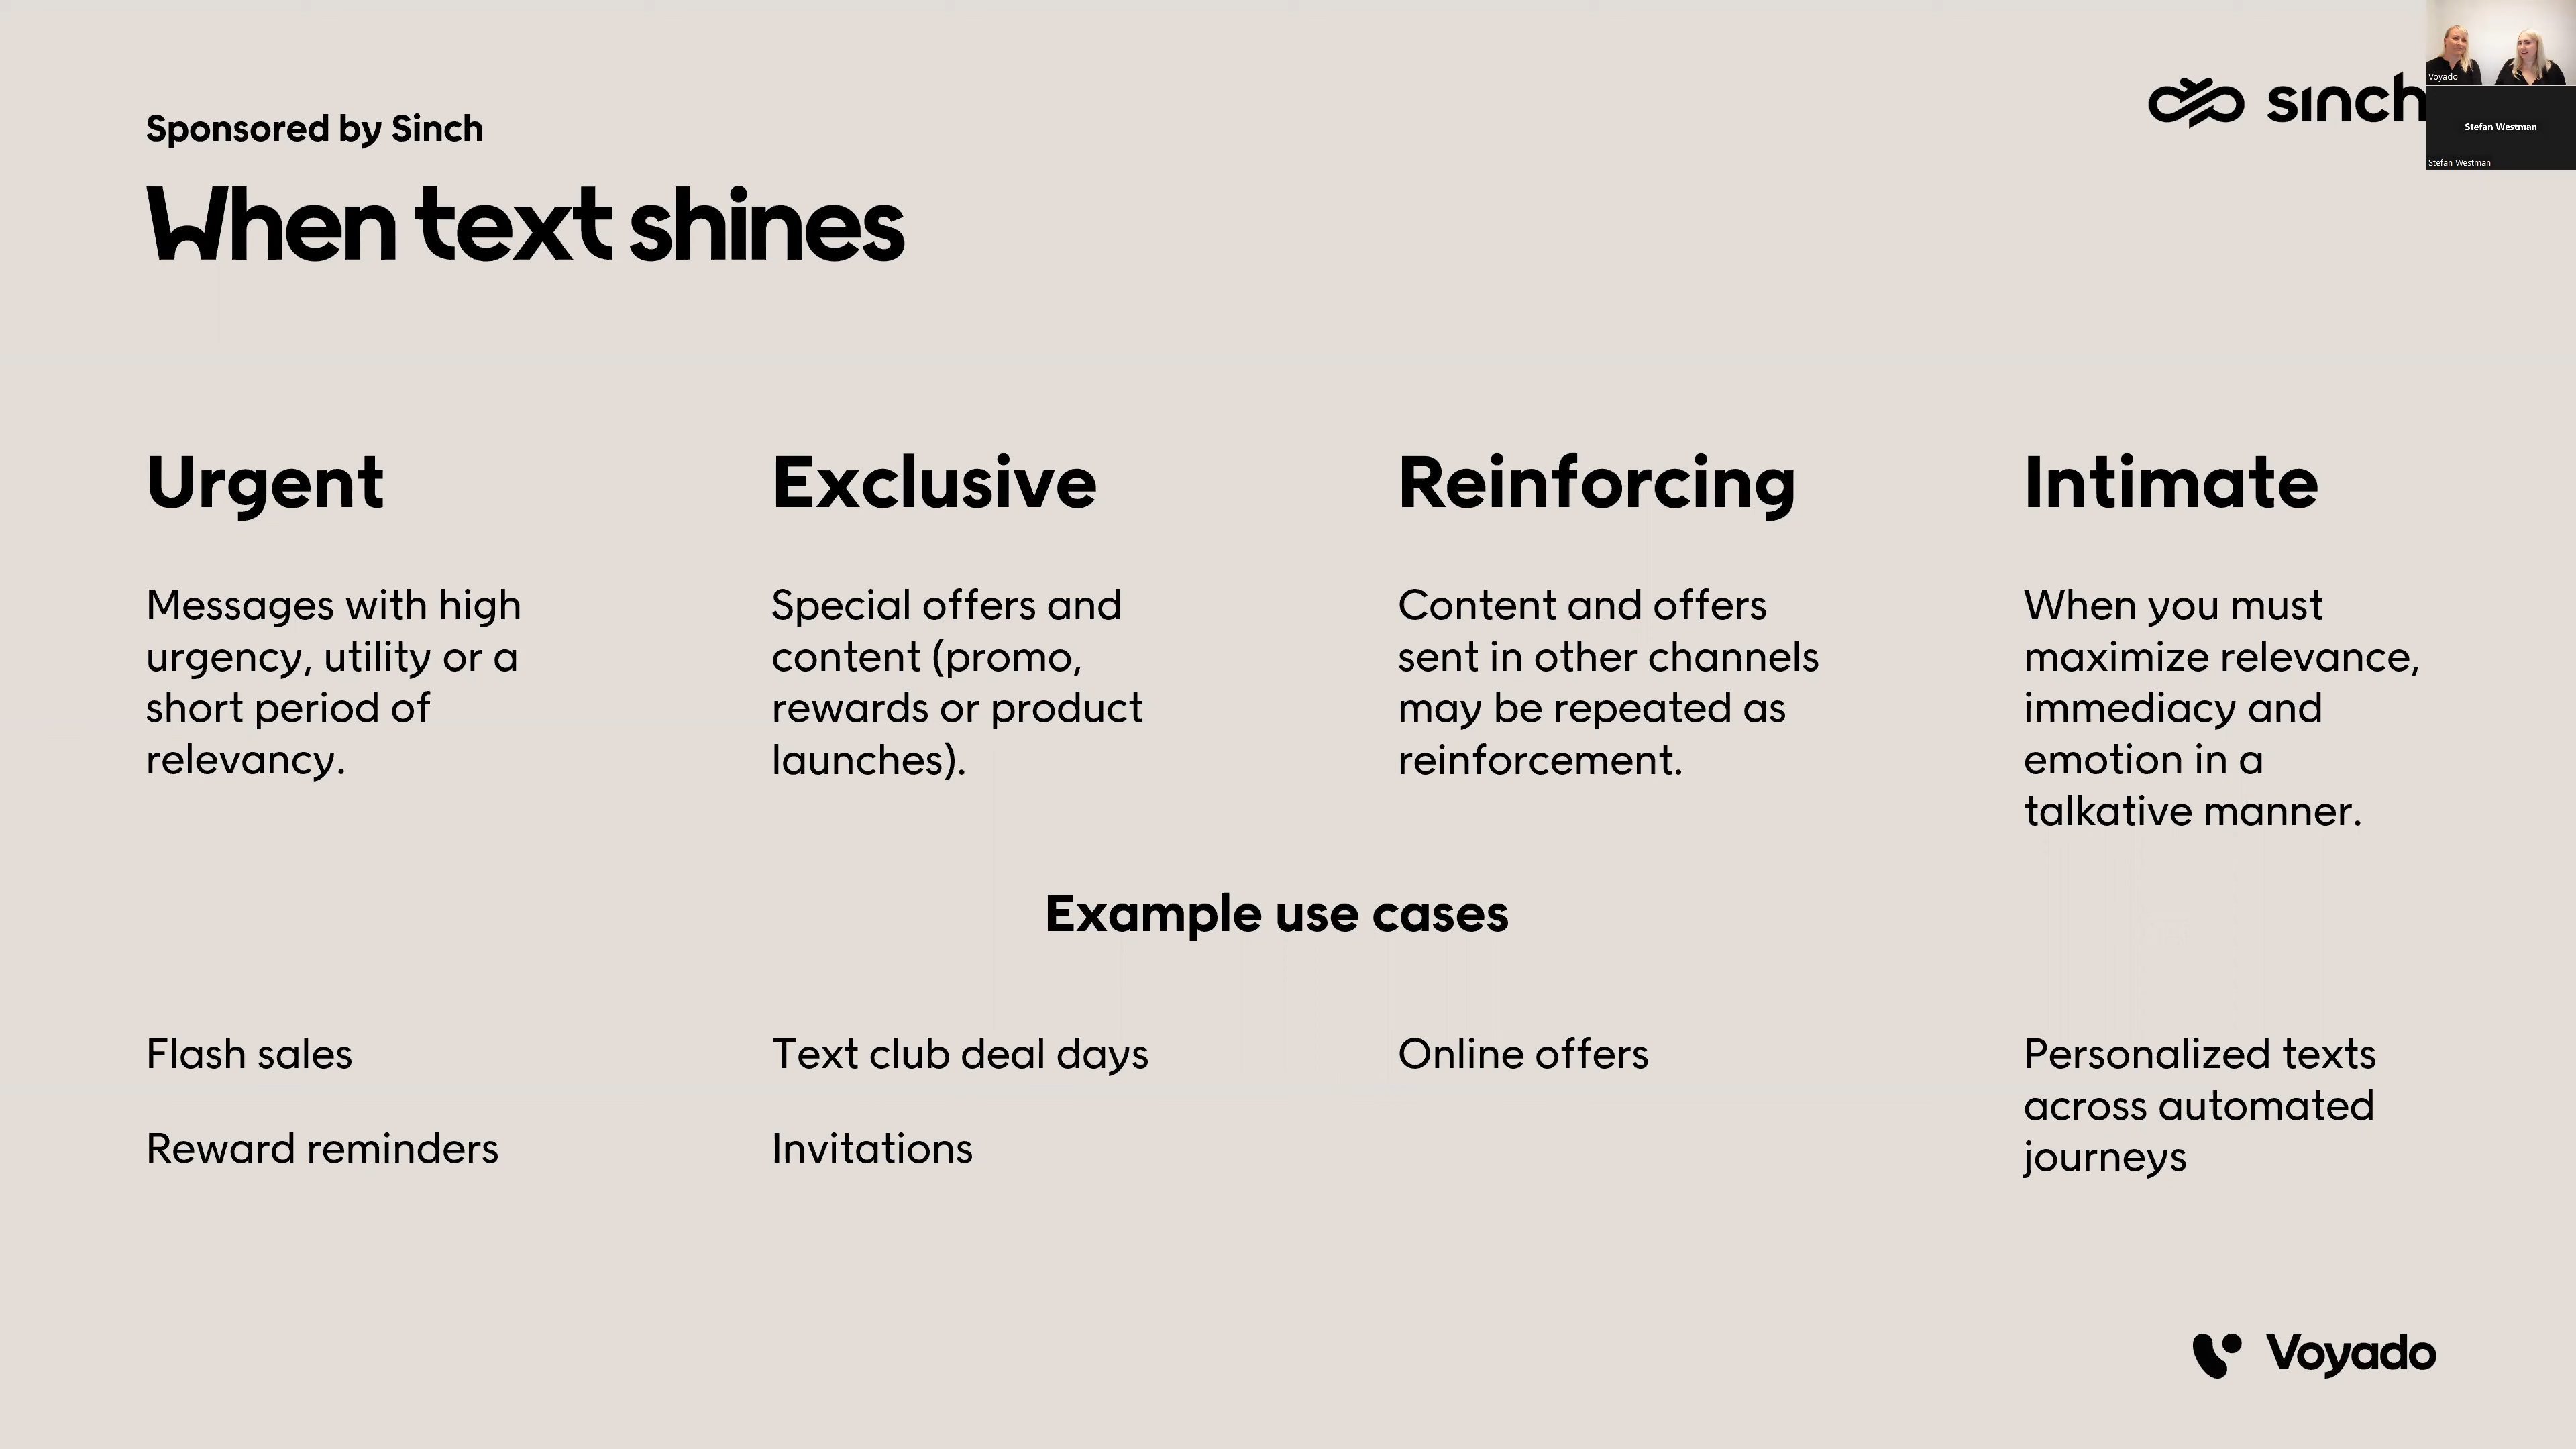 Sponsored by Sinch
When text shines
sinch
Voyado
Stefan Westman
Stefan Westman
Urgent
Messages with high
urgency, utility or a
short period of
relevancy.
Exclusive
Special offers and
content (promo,
rewards or product
launches).
Reinforcing
Content and offers
sent in other channels
may be repeated as
reinforcement.
Intimate
When you must
maximize relevance,
immediacy and
emotion in a
talkative manner.
Example use cases
Flash sales
Reward reminders
Text club deal days
Invitations
Online offers
Personalized texts
across automated
journeys
Voyado